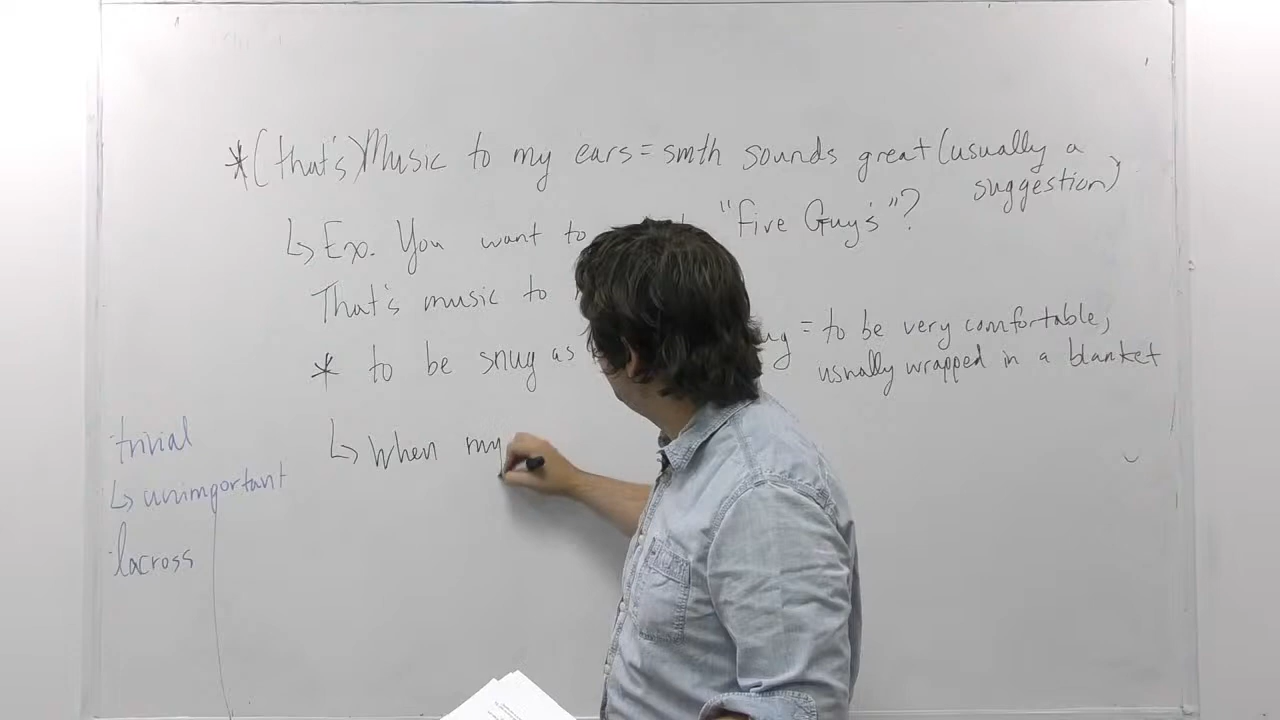 *(that's) Music to my ears = smth sounds great (usually a
suggestion)
↳ Ex. You want to "Five Guy's"?
That's music to
* to be snug as = to be very comfortable,
usually wrapped in a blanket
↳ When my
trivial
↳ unimportant
lacross